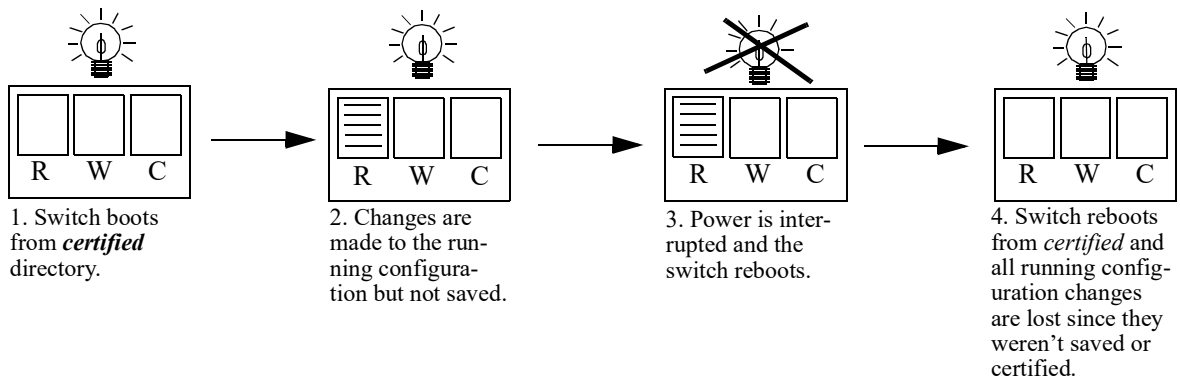 R W C
1. Switch boots
from certified
directory.
R W C
2. Changes are
made to the run-
ning configura-
tion but not saved.
R W C
3. Power is inter-
rupted and the
switch reboots.
R W C
4. Switch reboots
from certified and
all running config-
uration changes
are lost since they
weren’t saved or
certified.